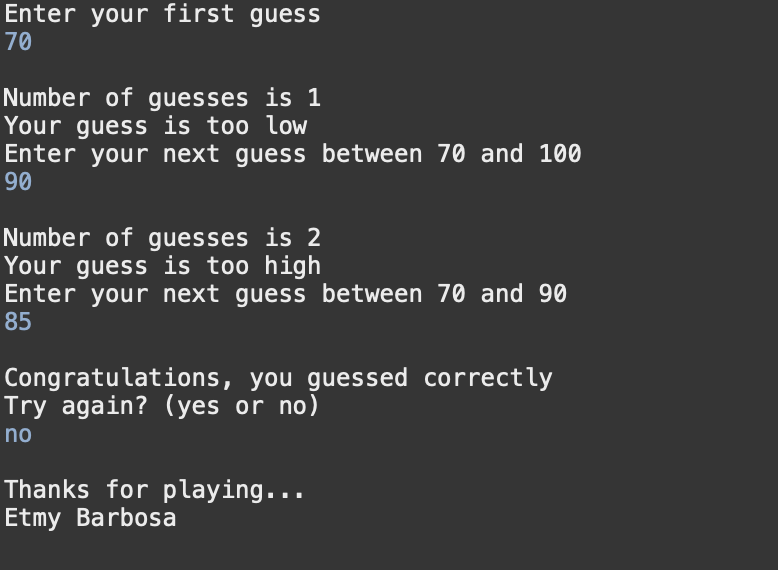 Enter your first guess
70
Number of guesses is 1
Your guess is too low
Enter your next guess between 70 and 100
90
Number of guesses is 2
Your guess is too high
Enter your next guess between 70 and 90
85
Congratulations, you guessed correctly
Try again? (yes or no)
no
Thanks for playing...
Etmy Barbosa